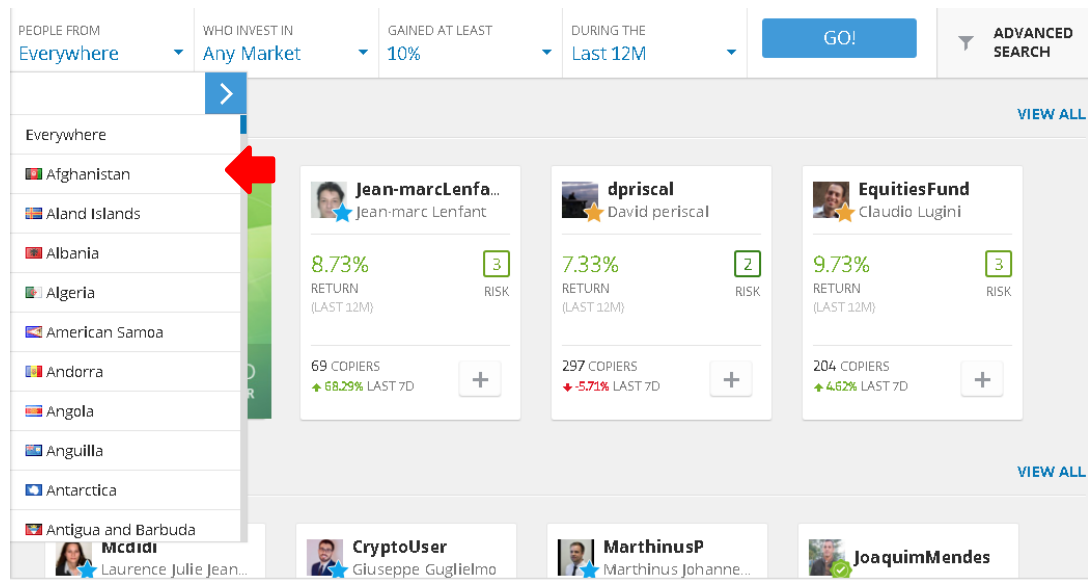 PEOPLE FROM
Everywhere
WHO INVEST IN
Any Market
GAINED AT LEAST
10%
DURING THE
Last 12M
GO!
ADVANCED
SEARCH
VIEW ALL
Everywhere
Afghanistan
Aland Islands
Albania
Algeria
American Samoa
Andorra
Angola
Anguilla
Antarctica
Antigua and Barbuda
Jean-marcLenfa...
Jean-marc Lenfant
8.73%
RETURN
(LAST 12M)
3
RISK
69 COPIERS
68.29% LAST 7D
+
dpriscal
David periscal
7.33%
RETURN
(LAST 12M)
2
RISK
297 COPIERS
-5.71% LAST 7D
+
EquitiesFund
Claudio Lugini
9.73%
RETURN
(LAST 12M)
3
RISK
204 COPIERS
4.62% LAST 7D
+
VIEW ALL
Mcdidi
Laurence Julie Jean...
CryptoUser
Giuseppe Guglielmo
MarthinusP
Marthinus Johanne...
JoaquimMendes